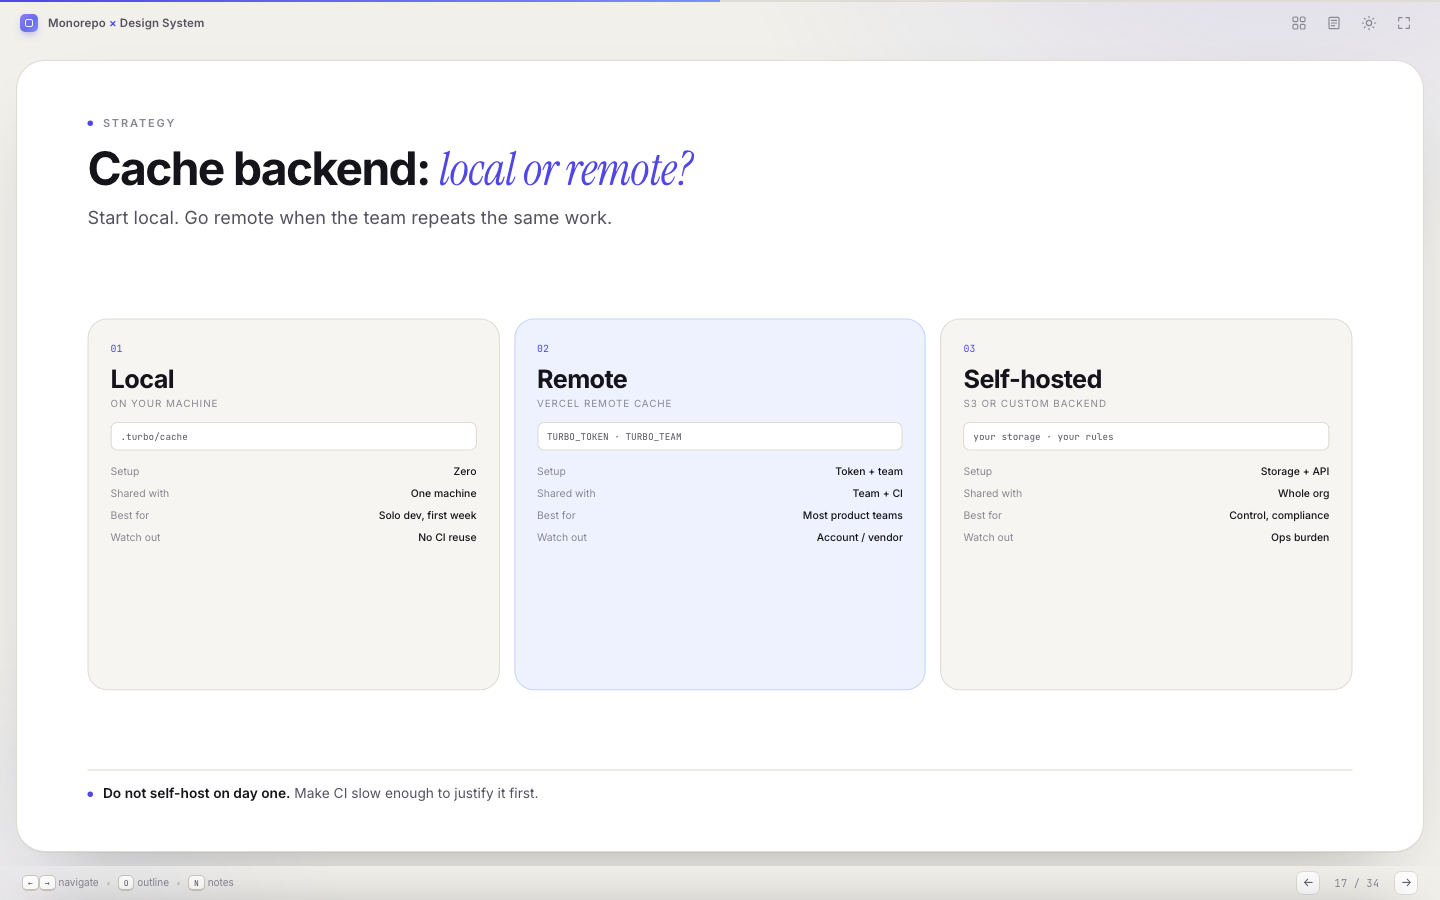 Monorepo × Design System
STRATEGY
Cache backend: local or remote?
Start local. Go remote when the team repeats the same work.
01
Local
ON YOUR MACHINE
.turbo/cache
Setup Zero
Shared with One machine
Best for Solo dev, first week
Watch out No CI reuse
02
Remote
VERCEL REMOTE CACHE
TURBO_TOKEN · TURBO_TEAM
Setup Token + team
Shared with Team + CI
Best for Most product teams
Watch out Account / vendor
03
Self-hosted
S3 OR CUSTOM BACKEND
your storage · your rules
Setup Storage + API
Shared with Whole org
Best for Control, compliance
Watch out Ops burden
Do not self-host on day one. Make CI slow enough to justify it first.
← → navigate · O outline · N notes
← 17 / 34 →